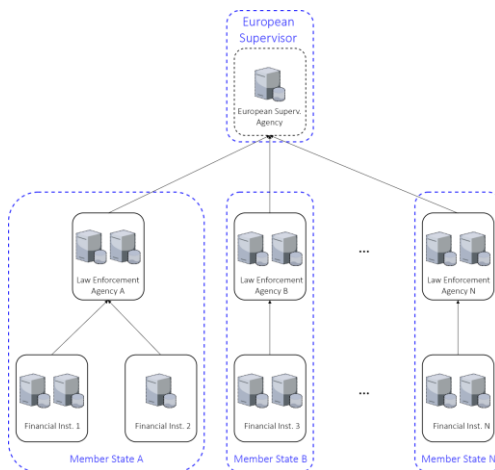 European
Supervisor
European Superv.
Agency
Law Enforcement
Agency A
Law Enforcement
Agency B
...
Law Enforcement
Agency N
Financial Inst. 1
Financial Inst. 2
Financial Inst. 3
...
Financial Inst. N
Member State A
Member State B
Member State N